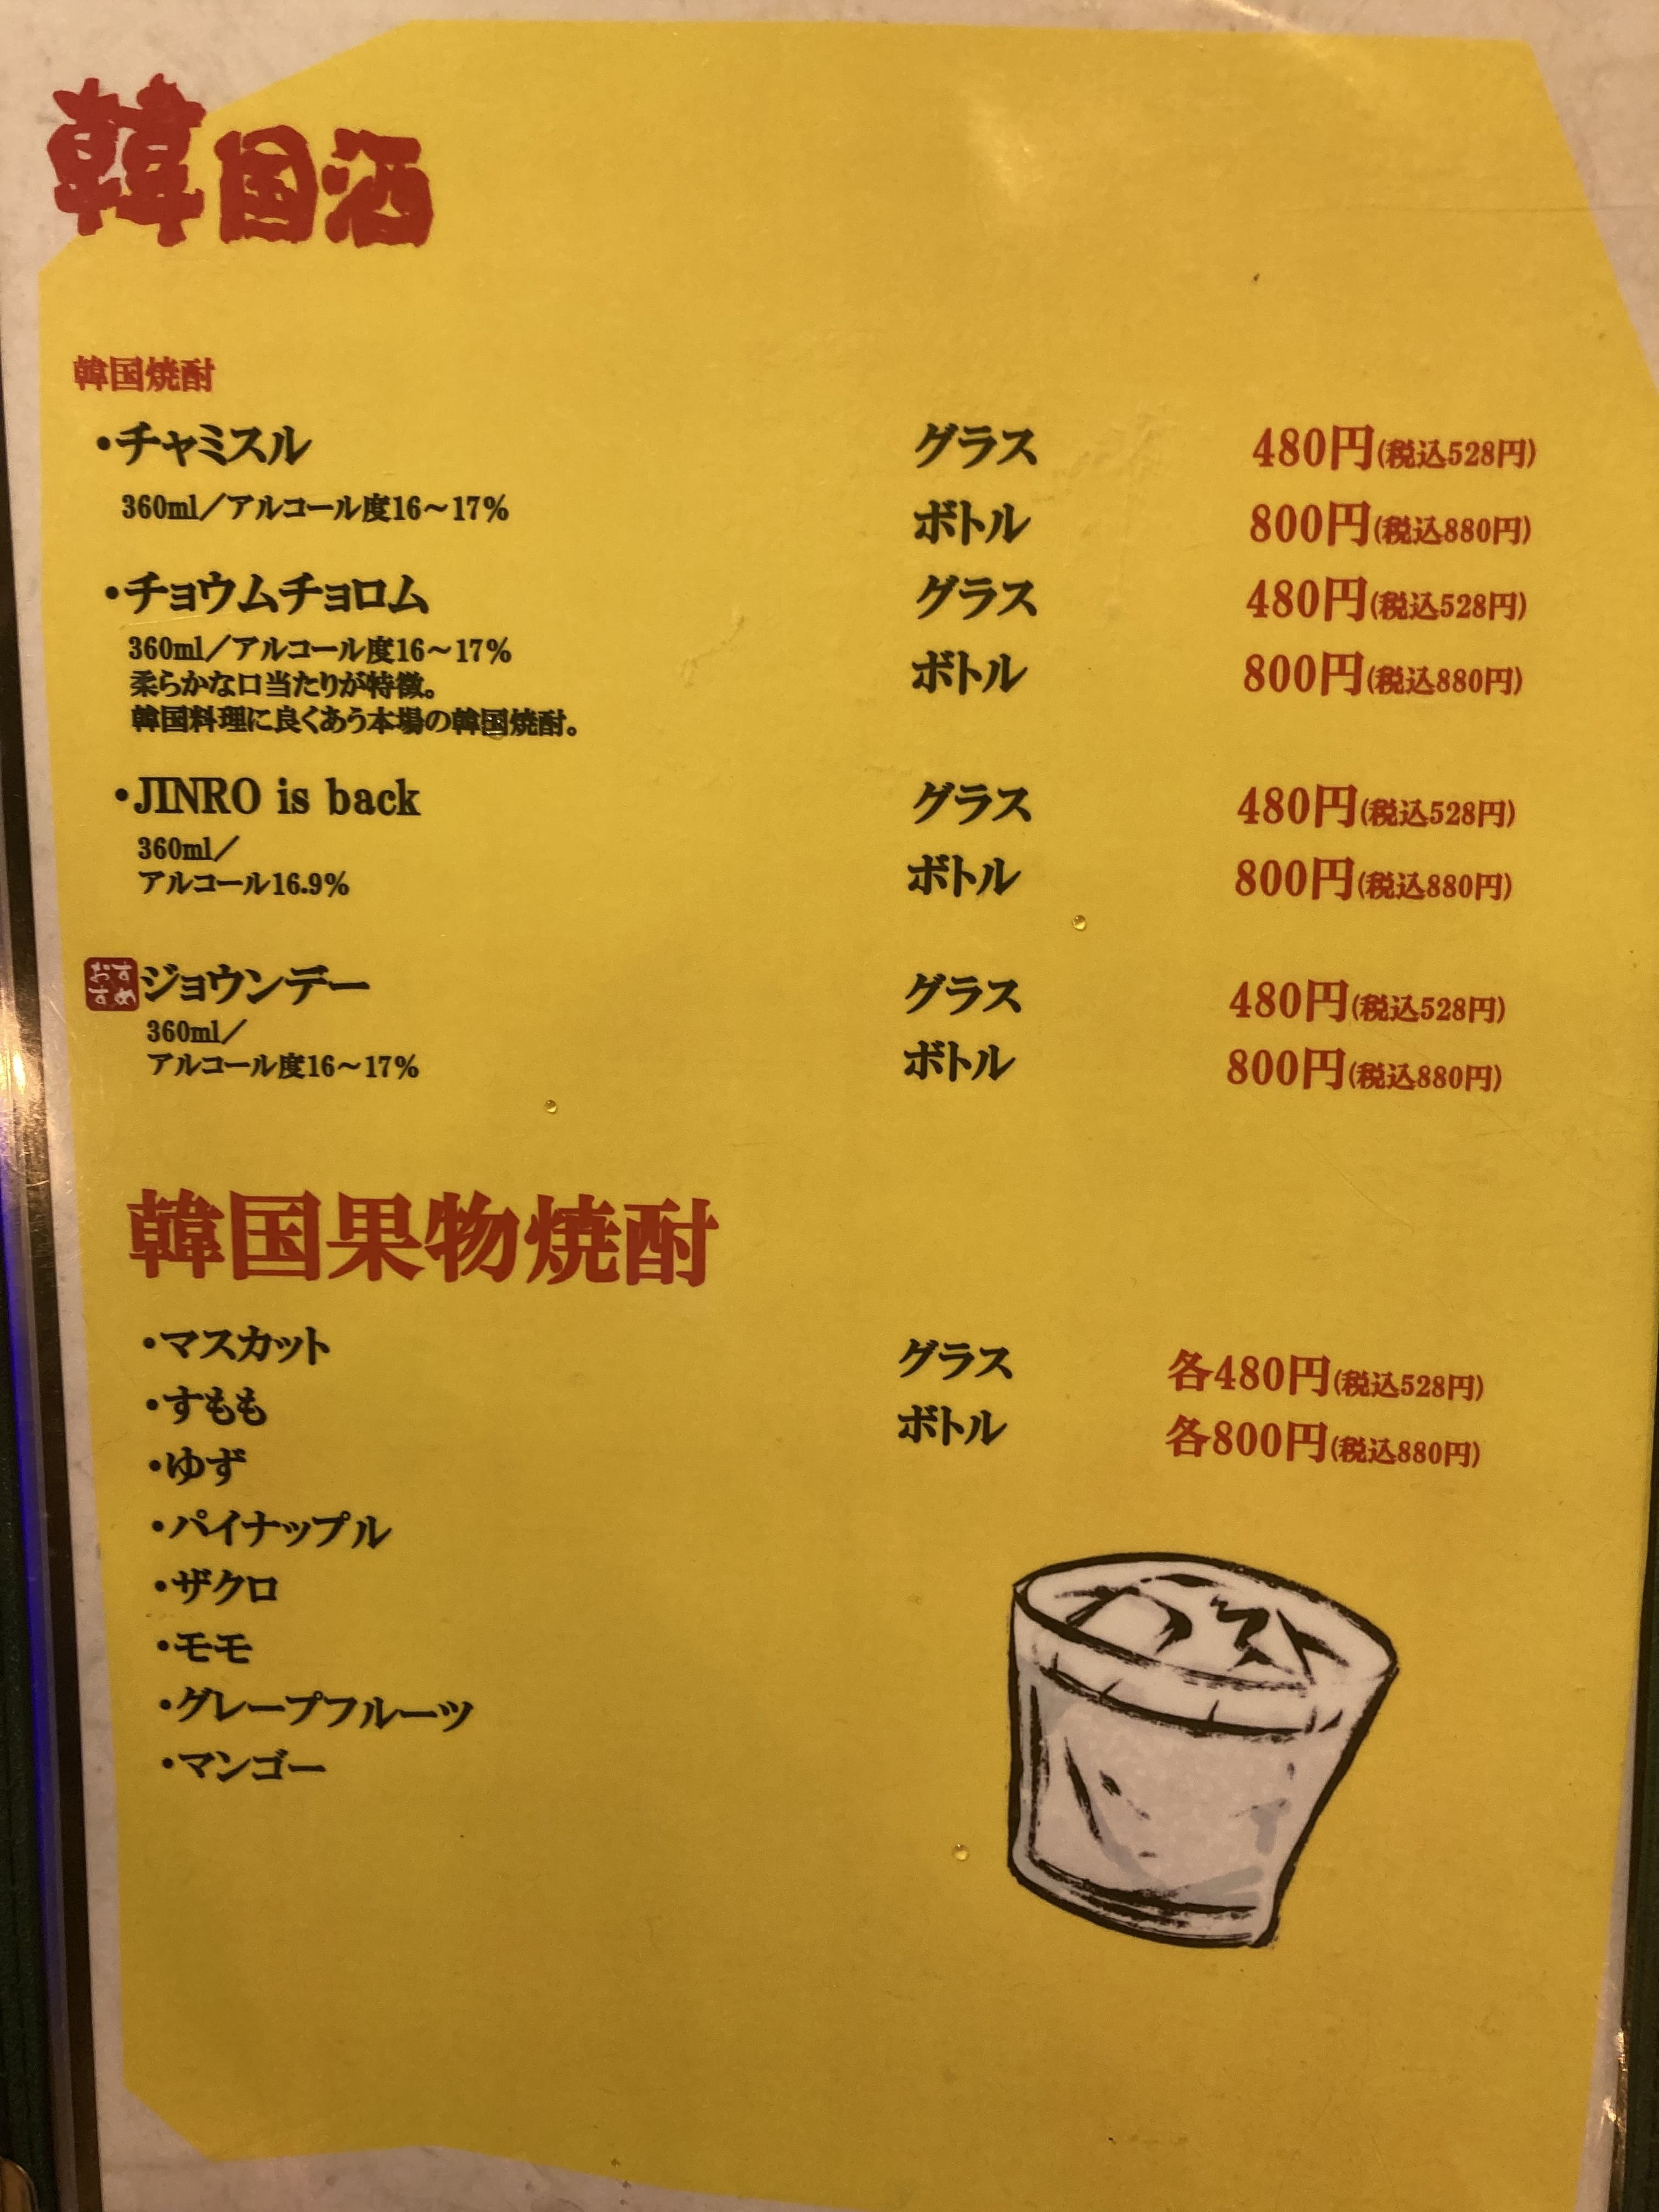 韓国酒
韓国焼酎
・チャミスル グラス 480円(税込528円)
360ml／アルコール度16～17% ボトル 800円(税込880円)
・チョウムチョロム グラス 480円(税込528円)
360ml／アルコール度16～17% ボトル 800円(税込880円)
柔らかな口当たりが特徴。
韓国料理に良くあう本場の韓国焼酎。
・JINRO is back グラス 480円(税込528円)
360ml／ ボトル 800円(税込880円)
アルコール16.9%
おすすめ ジョウンデー グラス 480円(税込528円)
360ml／ ボトル 800円(税込880円)
アルコール度16～17%
韓国果物焼酎
・マスカット グラス 各480円(税込528円)
・すもも ボトル 各800円(税込880円)
・ゆず
・パイナップル
・ザクロ
・モモ
・グレープフルーツ
・マンゴー